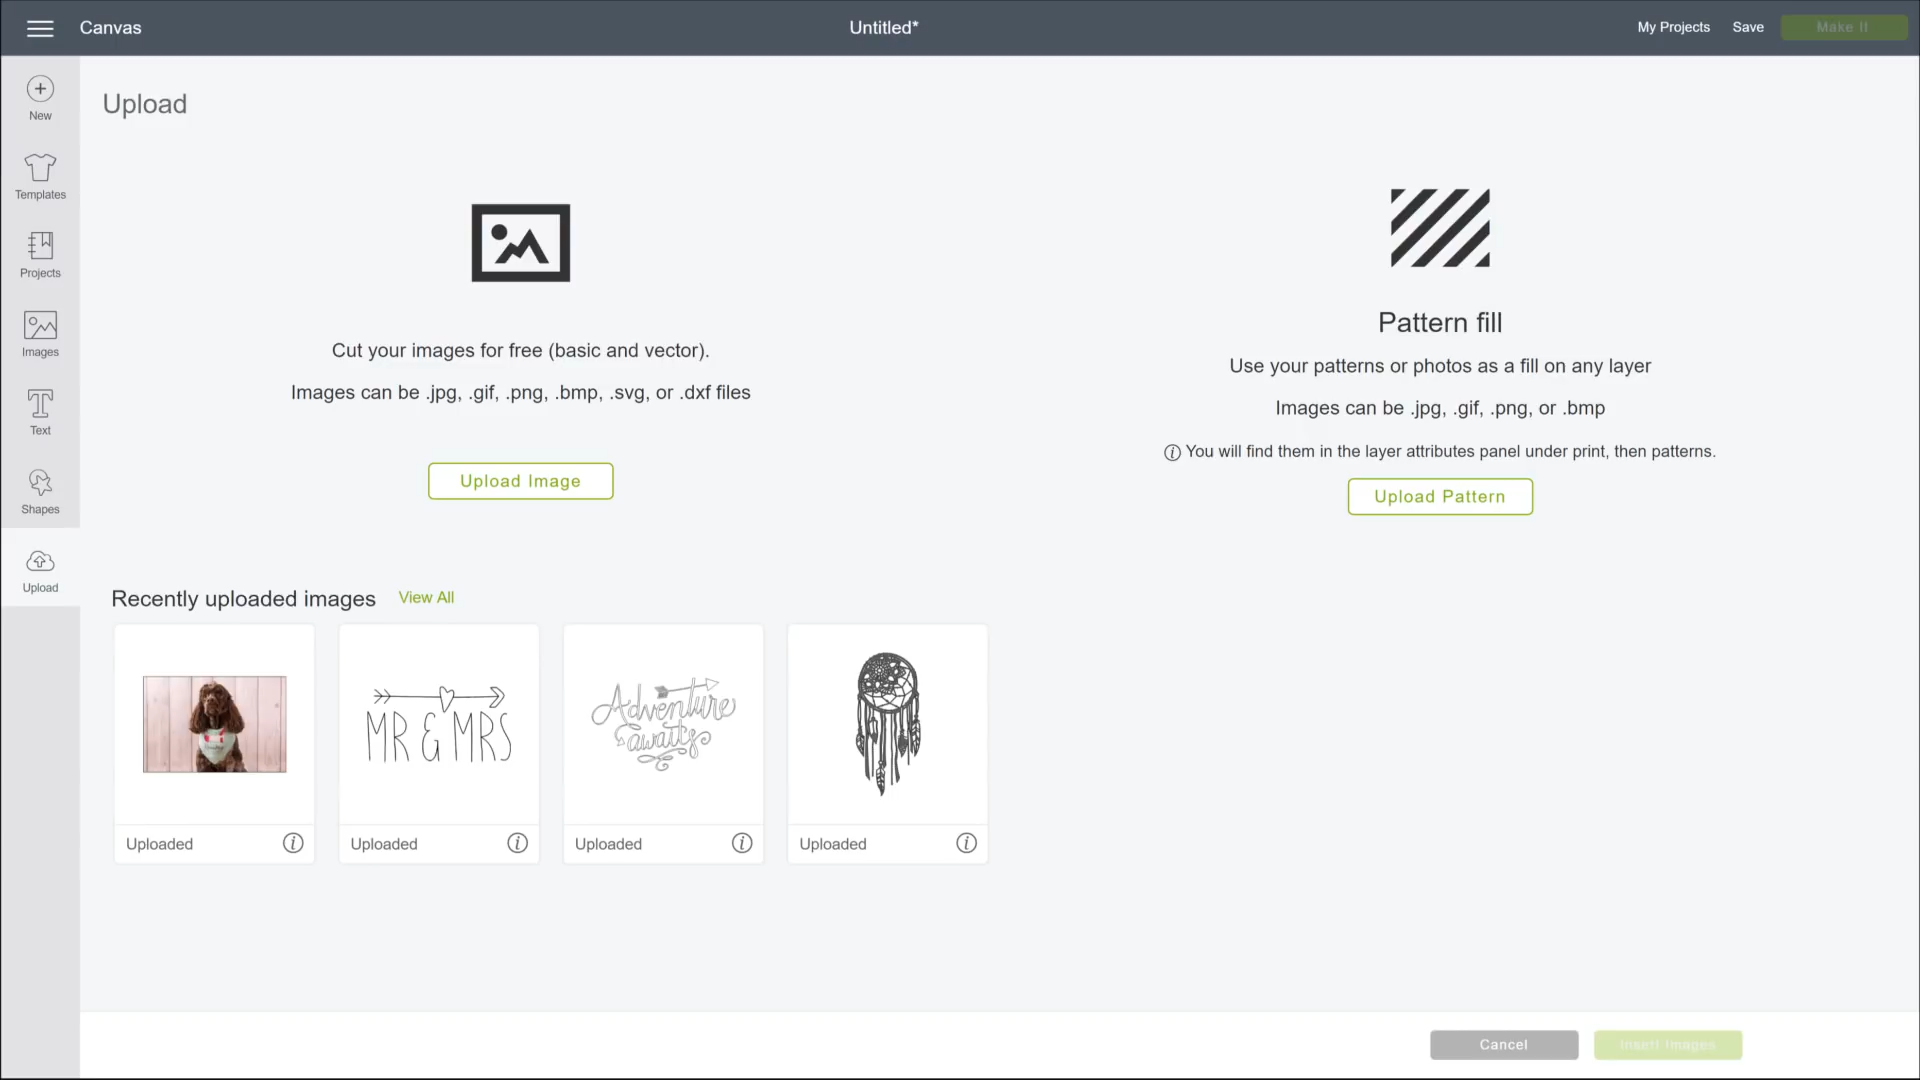 Canvas
Untitled*
My Projects
Save
Make It
New
Templates
Projects
Images
Text
Shapes
Upload
Upload
Cut your images for free (basic and vector).
Images can be .jpg, .gif, .png, .bmp, .svg, or .dxf files
Upload Image
Pattern fill
Use your patterns or photos as a fill on any layer
Images can be .jpg, .gif, .png, or .bmp
You will find them in the layer attributes panel under print, then patterns.
Upload Pattern
Recently uploaded images
View All
MR & MRS
Adventure
awaits
Uploaded
Uploaded
Uploaded
Uploaded
Cancel
Insert Images